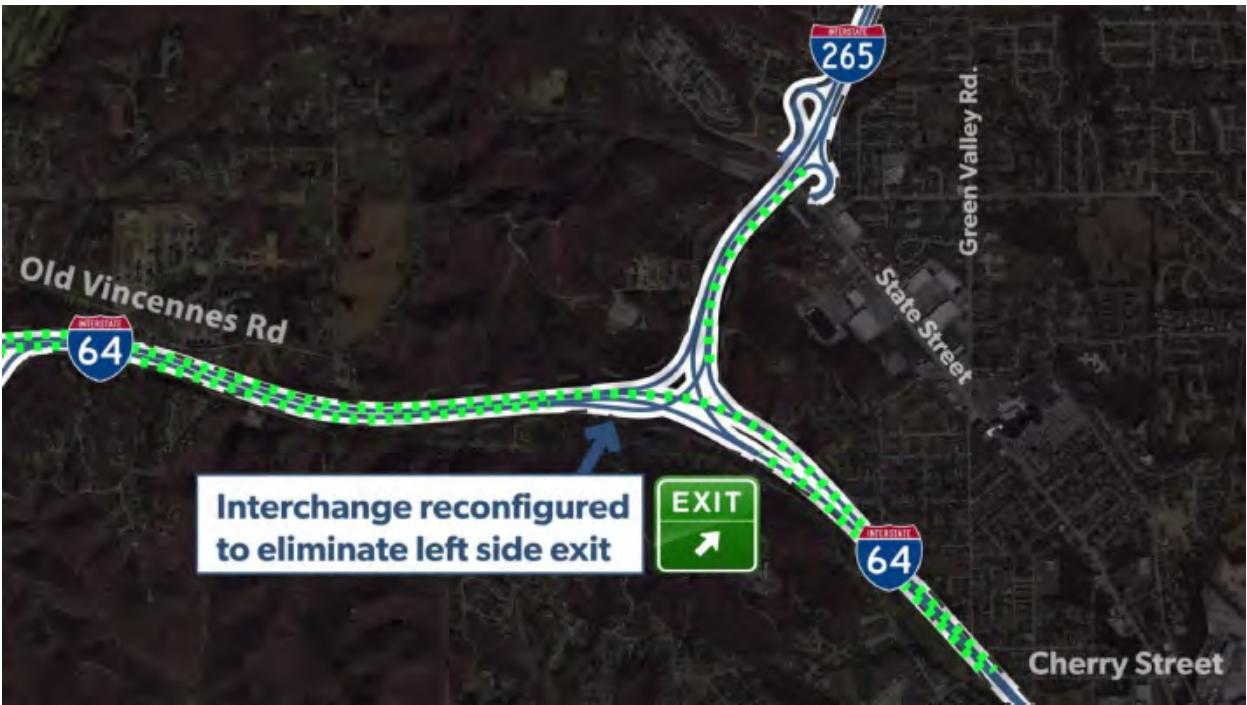 INTERSTATE
265
Green Valley Rd.
Old Vincennes Rd
INTERSTATE
64
State Street
Interchange reconfigured
to eliminate left side exit
EXIT
INTERSTATE
64
Cherry Street